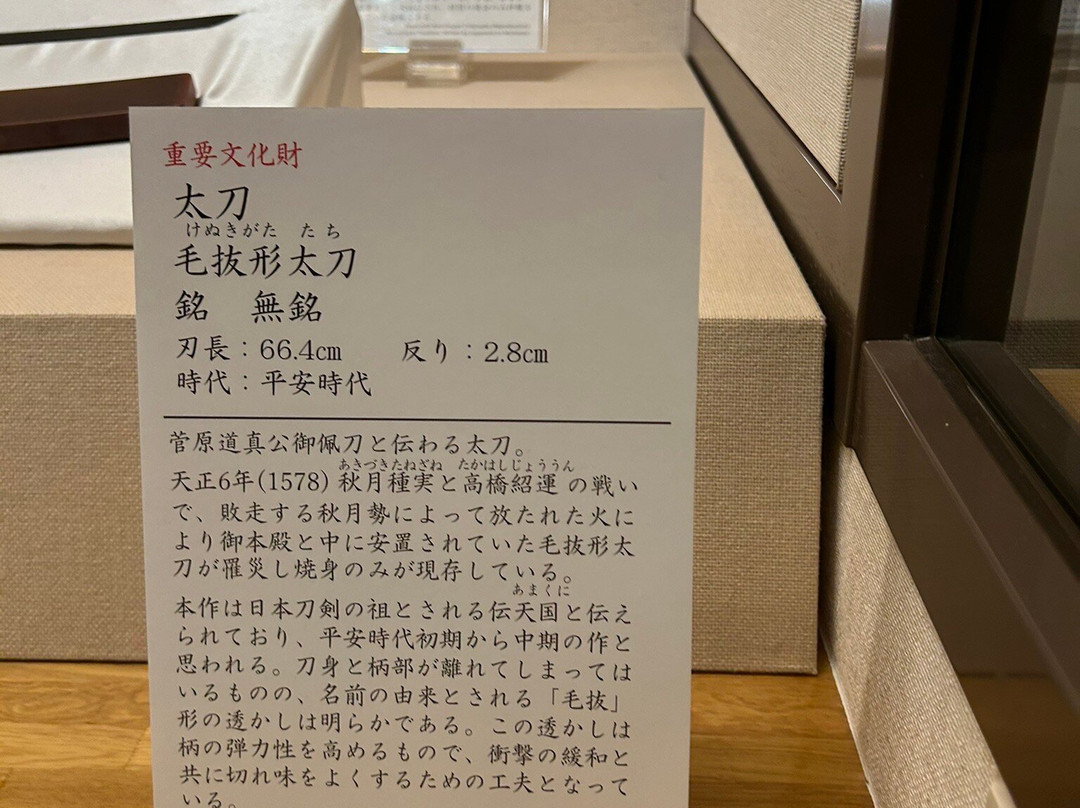 重要文化財
太刀
けぬきがた たち
毛抜形太刀
銘 無銘
刃長：66.4㎝ 反り：2.8㎝
時代：平安時代
菅原道真公御佩刀と伝わる太刀。
あきづきたねざね たかはしじょううん
天正6年(1578) 秋月種実と高橋紹運 の戦い
で、敗走する秋月勢によって放たれた火に
より御本殿と中に安置されていた毛抜形太
刀が罹災し焼身のみが現存している。
あまくに
本作は日本刀剣の祖とされる伝天国と伝え
られており、平安時代初期から中期の作と
思われる。刀身と柄部が離れてしまっては
いるものの、名前の由来とされる「毛抜」
形の透かしは明らかである。この透かしは
柄の弾力性を高めるもので、衝撃の緩和と
共に切れ味をよくするための工夫となって
いる。